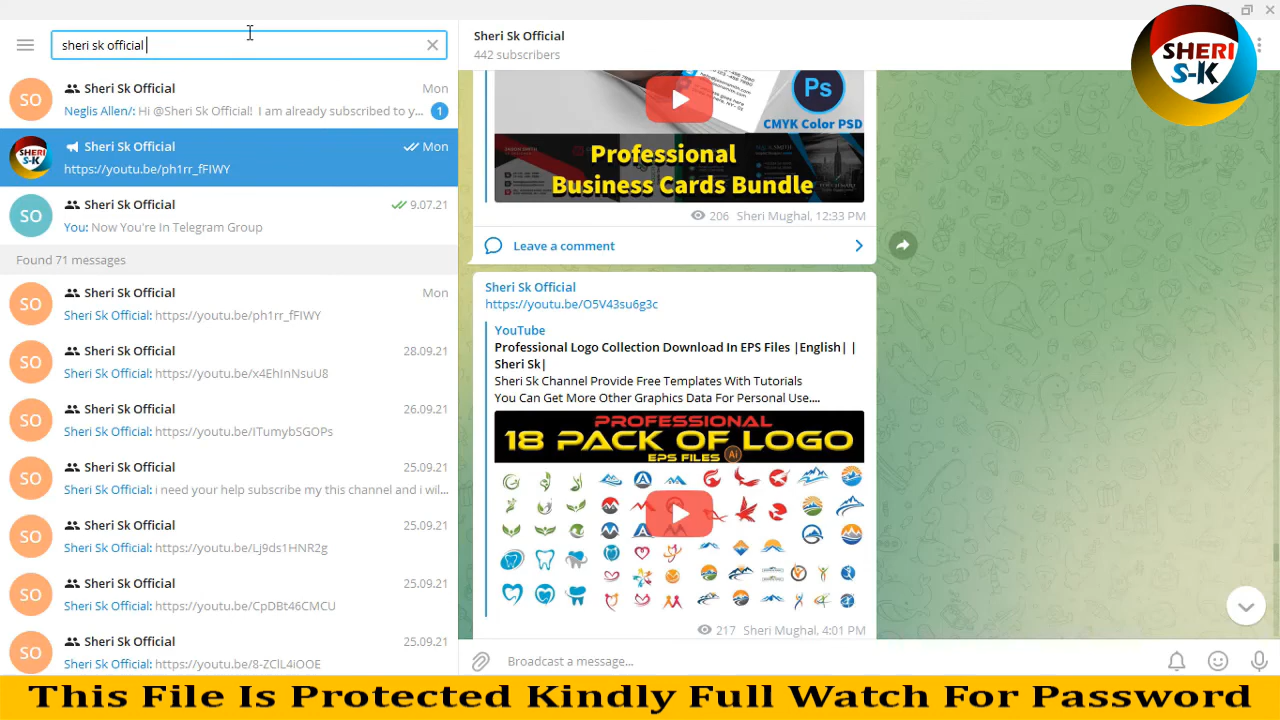 sheri sk official
SO
Sheri Sk Official
Mon
Neglis Allen/: Hi @Sheri Sk Official! I am already subscribed to y...
1
SHERI
S-K
Sheri Sk Official
Mon
https://youtu.be/ph1rr_fFIWY
SO
Sheri Sk Official
9.07.21
You: Now You're In Telegram Group
Found 71 messages
SO
Sheri Sk Official
Mon
Sheri Sk Official: https://youtu.be/ph1rr_fFIWY
SO
Sheri Sk Official
28.09.21
Sheri Sk Official: https://youtu.be/x4EhInNsuU8
SO
Sheri Sk Official
26.09.21
Sheri Sk Official: https://youtu.be/ITumybSGOPs
SO
Sheri Sk Official
25.09.21
Sheri Sk Official: i need your help subscribe my this channel and i wil...
SO
Sheri Sk Official
25.09.21
Sheri Sk Official: https://youtu.be/Lj9ds1HNR2g
SO
Sheri Sk Official
25.09.21
Sheri Sk Official: https://youtu.be/CpDBt46CMCU
SO
Sheri Sk Official
25.09.21
Sheri Sk Official: https://youtu.be/8-ZClL4iOOE
Sheri Sk Official
442 subscribers
Ps
CMYK Color PSD
Professional
Business Cards Bundle
206 Sheri Mughal, 12:33 PM
Leave a comment
Sheri Sk Official
https://youtu.be/O5V43su6g3c
YouTube
Professional Logo Collection Download In EPS Files |English| |
Sheri Sk|
Sheri Sk Channel Provide Free Templates With Tutorials
You Can Get More Other Graphics Data For Personal Use....
PROFESSIONAL
18 PACK OF LOGO
EPS FILES
Ai
217 Sheri Mughal, 4:01 PM
Broadcast a message...
SHERI
S-K
This File Is Protected Kindly Full Watch For Password